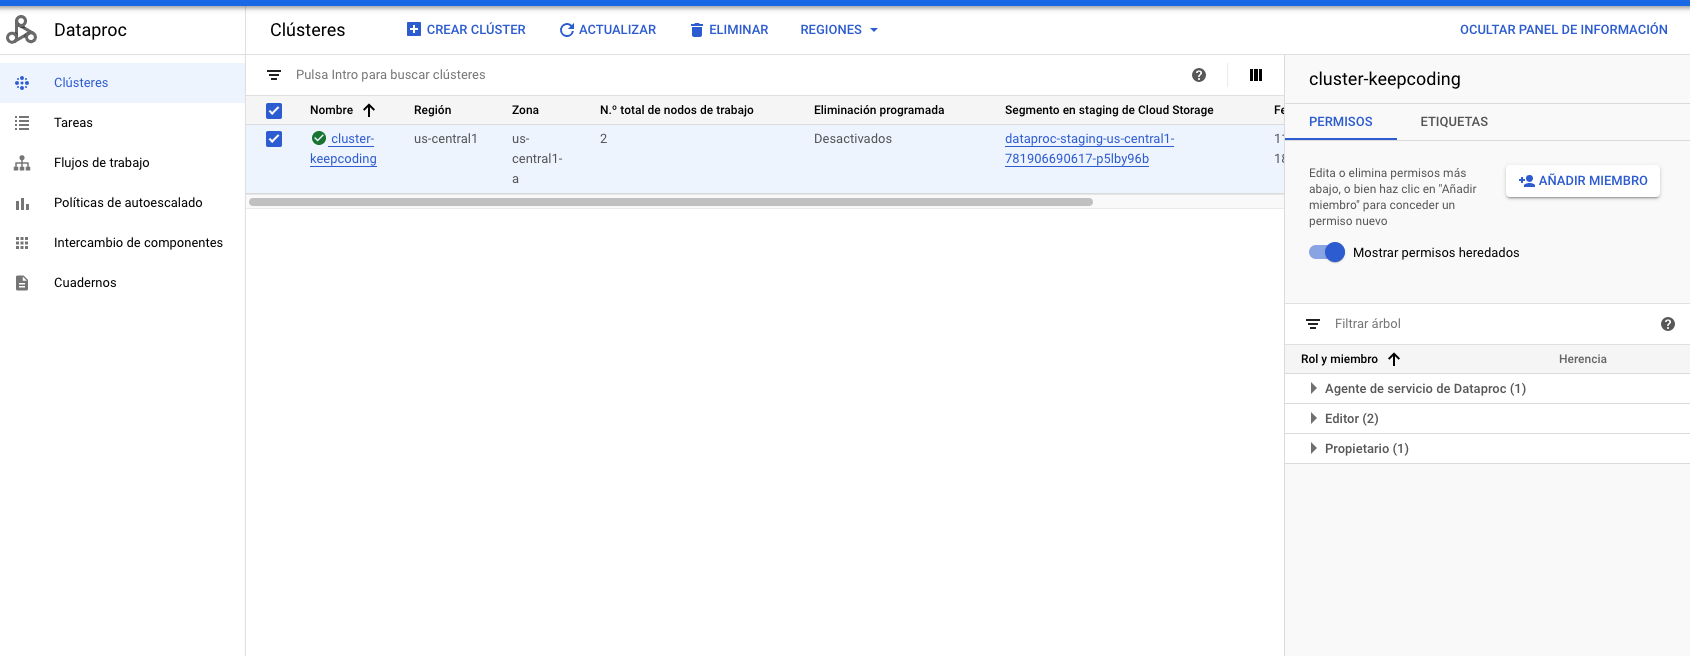 Dataproc
Clústeres
CREAR CLÚSTER
ACTUALIZAR
ELIMINAR
REGIONES
OCULTAR PANEL DE INFORMACIÓN
Clústeres
Tareas
Flujos de trabajo
Políticas de autoescalado
Intercambio de componentes
Cuadernos
Pulsa Intro para buscar clústeres
Nombre
Región
Zona
N.º total de nodos de trabajo
Eliminación programada
Segmento en staging de Cloud Storage
cluster-
keepcoding
us-central1
us-
central1-
a
2
Desactivados
dataproc-staging-us-central1-
781906690617-p5lby96b
cluster-keepcoding
PERMISOS
ETIQUETAS
Edita o elimina permisos más
abajo, o bien haz clic en "Añadir
miembro" para conceder un
permiso nuevo
AÑADIR MIEMBRO
Mostrar permisos heredados
Filtrar árbol
Rol y miembro
Herencia
Agente de servicio de Dataproc (1)
Editor (2)
Propietario (1)